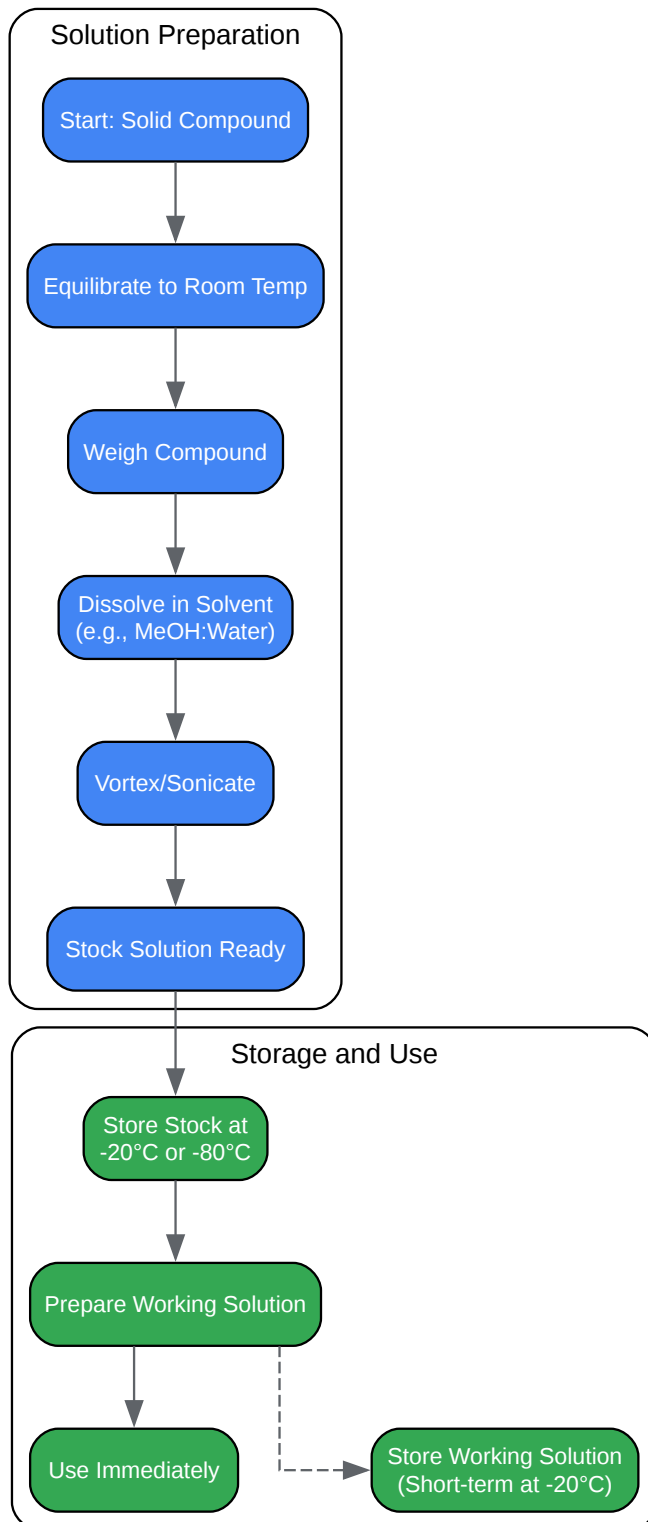 Solution Preparation
Start: Solid Compound
Equilibrate to Room Temp
Weigh Compound
Dissolve in Solvent
(e.g., MeOH:Water)
Vortex/Sonicate
Stock Solution Ready
Storage and Use
Store Stock at
-20°C or -80°C
Prepare Working Solution
Use Immediately
Store Working Solution
(Short-term at -20°C)